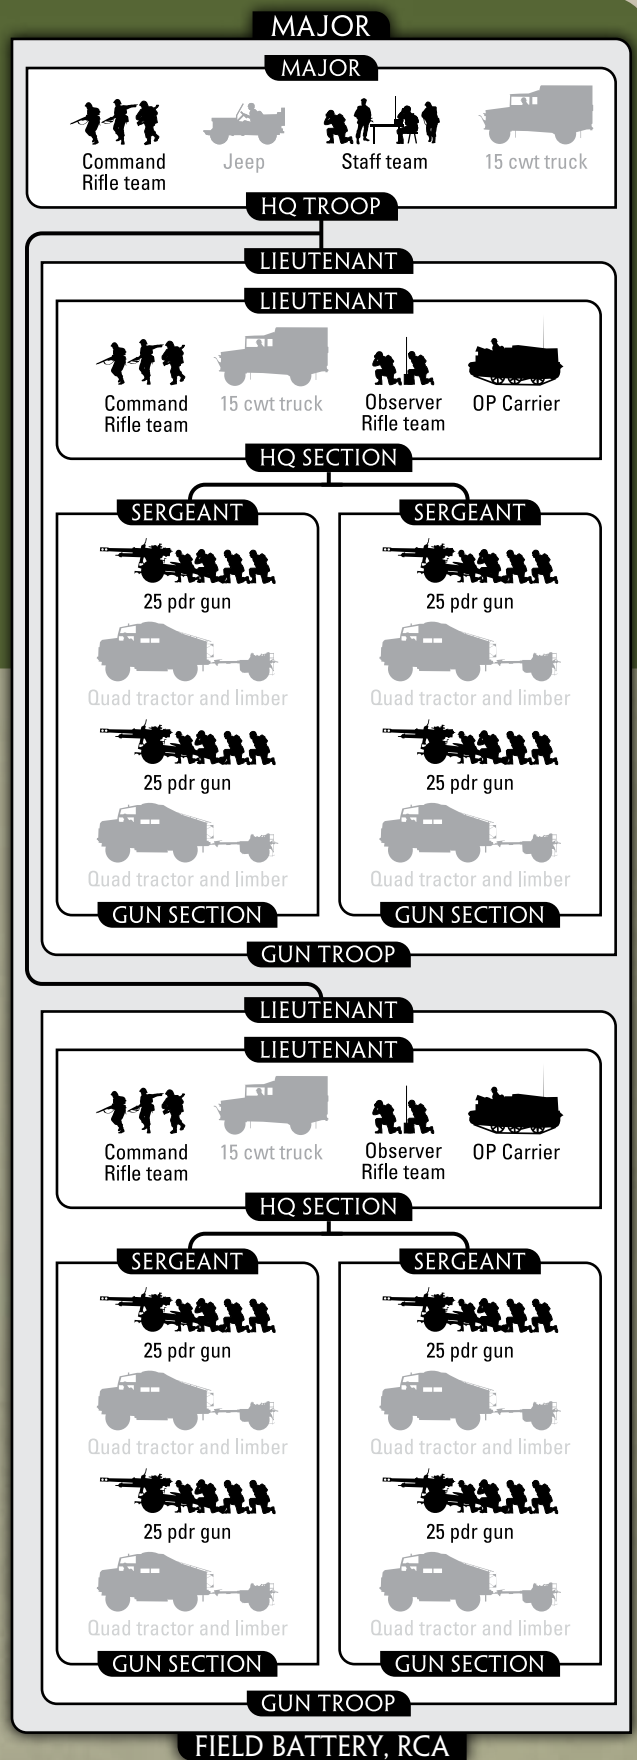 MAJOR
MAJOR
Command
Rifle team
Jeep
Staff team
15 cwt truck
HQ TROOP
LIEUTENANT
LIEUTENANT
Command
Rifle team
15 cwt truck
Observer
Rifle team
OP Carrier
HQ SECTION
SERGEANT
25 pdr gun
Quad tractor and limber
25 pdr gun
Quad tractor and limber
GUN SECTION
SERGEANT
25 pdr gun
Quad tractor and limber
25 pdr gun
Quad tractor and limber
GUN SECTION
GUN TROOP
LIEUTENANT
LIEUTENANT
Command
Rifle team
15 cwt truck
Observer
Rifle team
OP Carrier
HQ SECTION
SERGEANT
25 pdr gun
Quad tractor and limber
25 pdr gun
Quad tractor and limber
GUN SECTION
SERGEANT
25 pdr gun
Quad tractor and limber
25 pdr gun
Quad tractor and limber
GUN SECTION
GUN TROOP
FIELD BATTERY, RCA